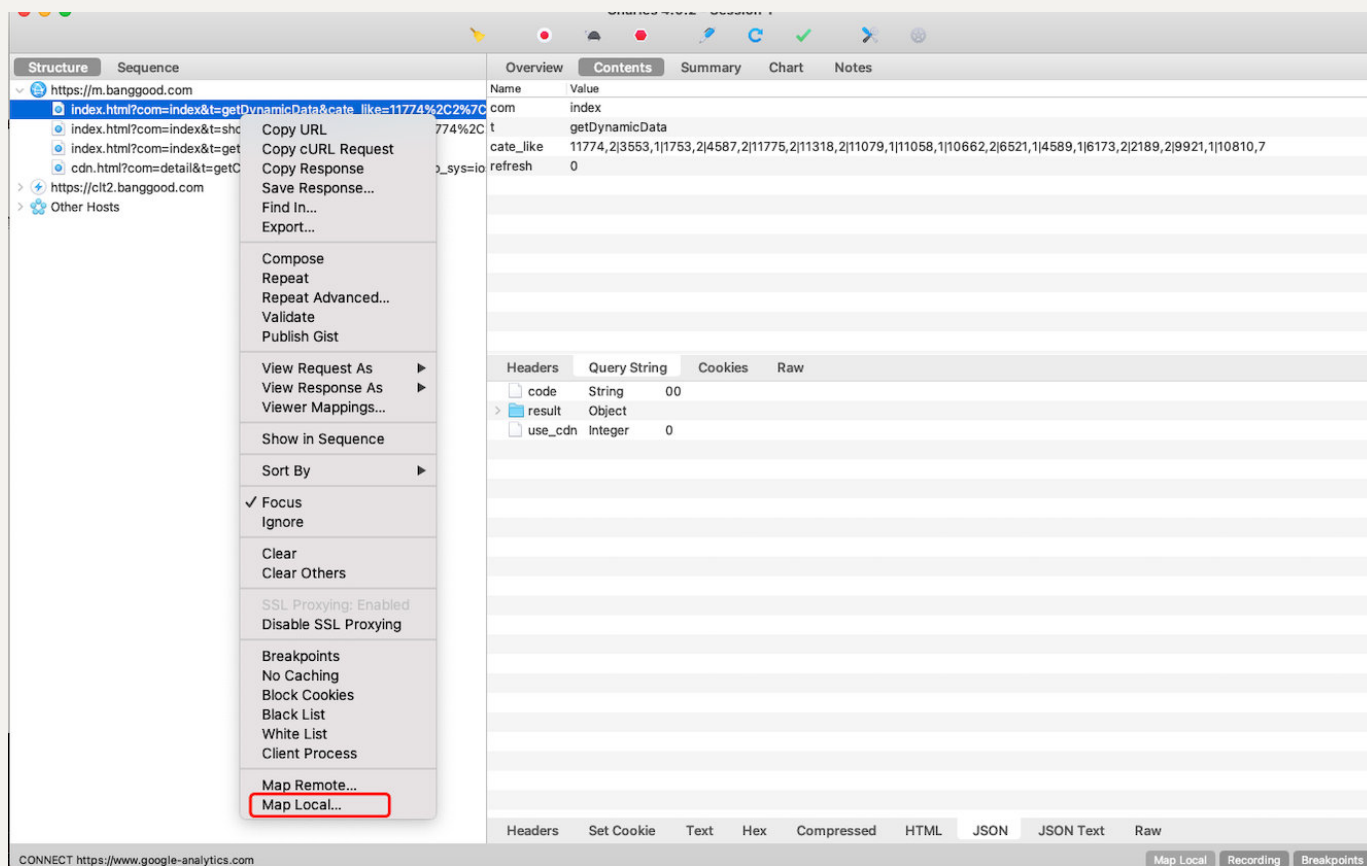 Structure Sequence
https://m.banggood.com
index.html?com=index&t=getDynamicData&cate_like=11774%2C2%7C
index.html?com=index&t=sho
774%2C
index.html?com=index&t=get
cdn.html?com=detail&t=getC
o_sys=io
https://clt2.banggood.com
Other Hosts
Copy URL
Copy cURL Request
Copy Response
Save Response...
Find In...
Export...
Compose
Repeat
Repeat Advanced...
Validate
Publish Gist
View Request As
View Response As
Viewer Mappings...
Show in Sequence
Sort By
✓ Focus
Ignore
Clear
Clear Others
SSL Proxying: Enabled
Disable SSL Proxying
Breakpoints
No Caching
Block Cookies
Black List
White List
Client Process
Map Remote...
Map Local...
Overview Contents Summary Chart Notes
Name Value
com index
t getDynamicData
cate_like 11774,2|3553,1|1753,2|4587,2|11775,2|11318,2|11079,1|11058,1|10662,2|6521,1|4589,1|6173,2|2189,2|9921,1|10810,7
refresh 0
Headers Query String Cookies Raw
code String 00
result Object
use_cdn Integer 0
Headers Set Cookie Text Hex Compressed HTML JSON JSON Text Raw
CONNECT https://www.google-analytics.com
Map Local Recording Breakpoints